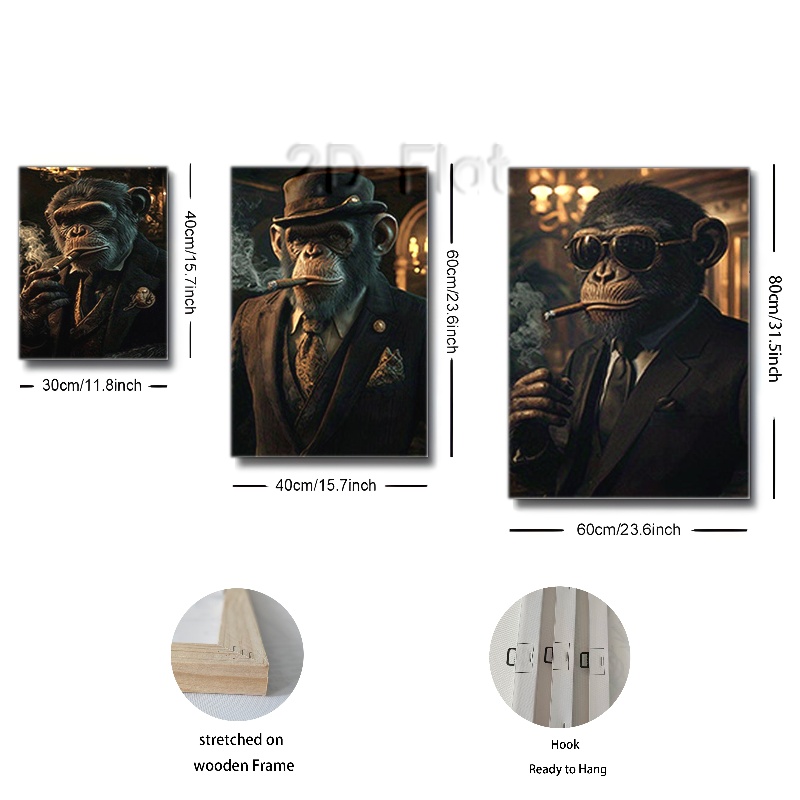 2D Flat
40cm/15.7inch
60cm/23.6inch
80cm/31.5inch
30cm/11.8inch
40cm/15.7inch
60cm/23.6inch
stretched on
wooden Frame
Hook
Ready to Hang